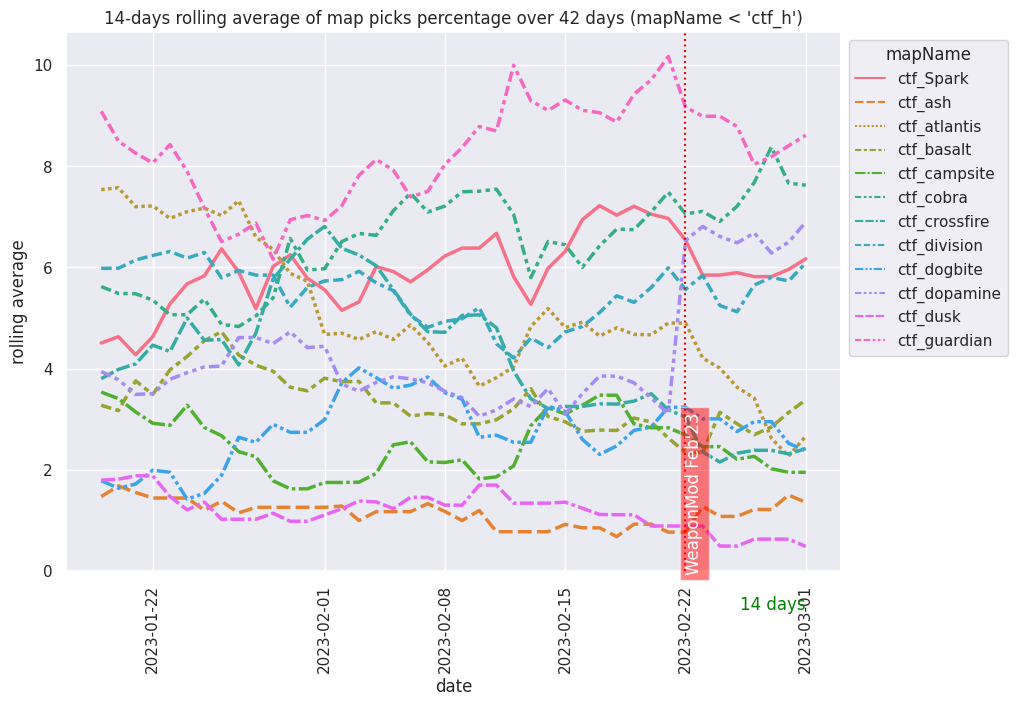 14-days rolling average of map picks percentage over 42 days (mapName < 'ctf_h')
rolling average
10
8
6
4
2
0
mapName
ctf_Spark
ctf_ash
ctf_atlantis
ctf_basalt
ctf_campsite
ctf_cobra
ctf_crossfire
ctf_division
ctf_dogbite
ctf_dopamine
ctf_dusk
ctf_guardian
WeaponMod Feb'23
14 days
2023-01-22
2023-02-01
2023-02-08
2023-02-15
2023-02-22
2023-03-01
date